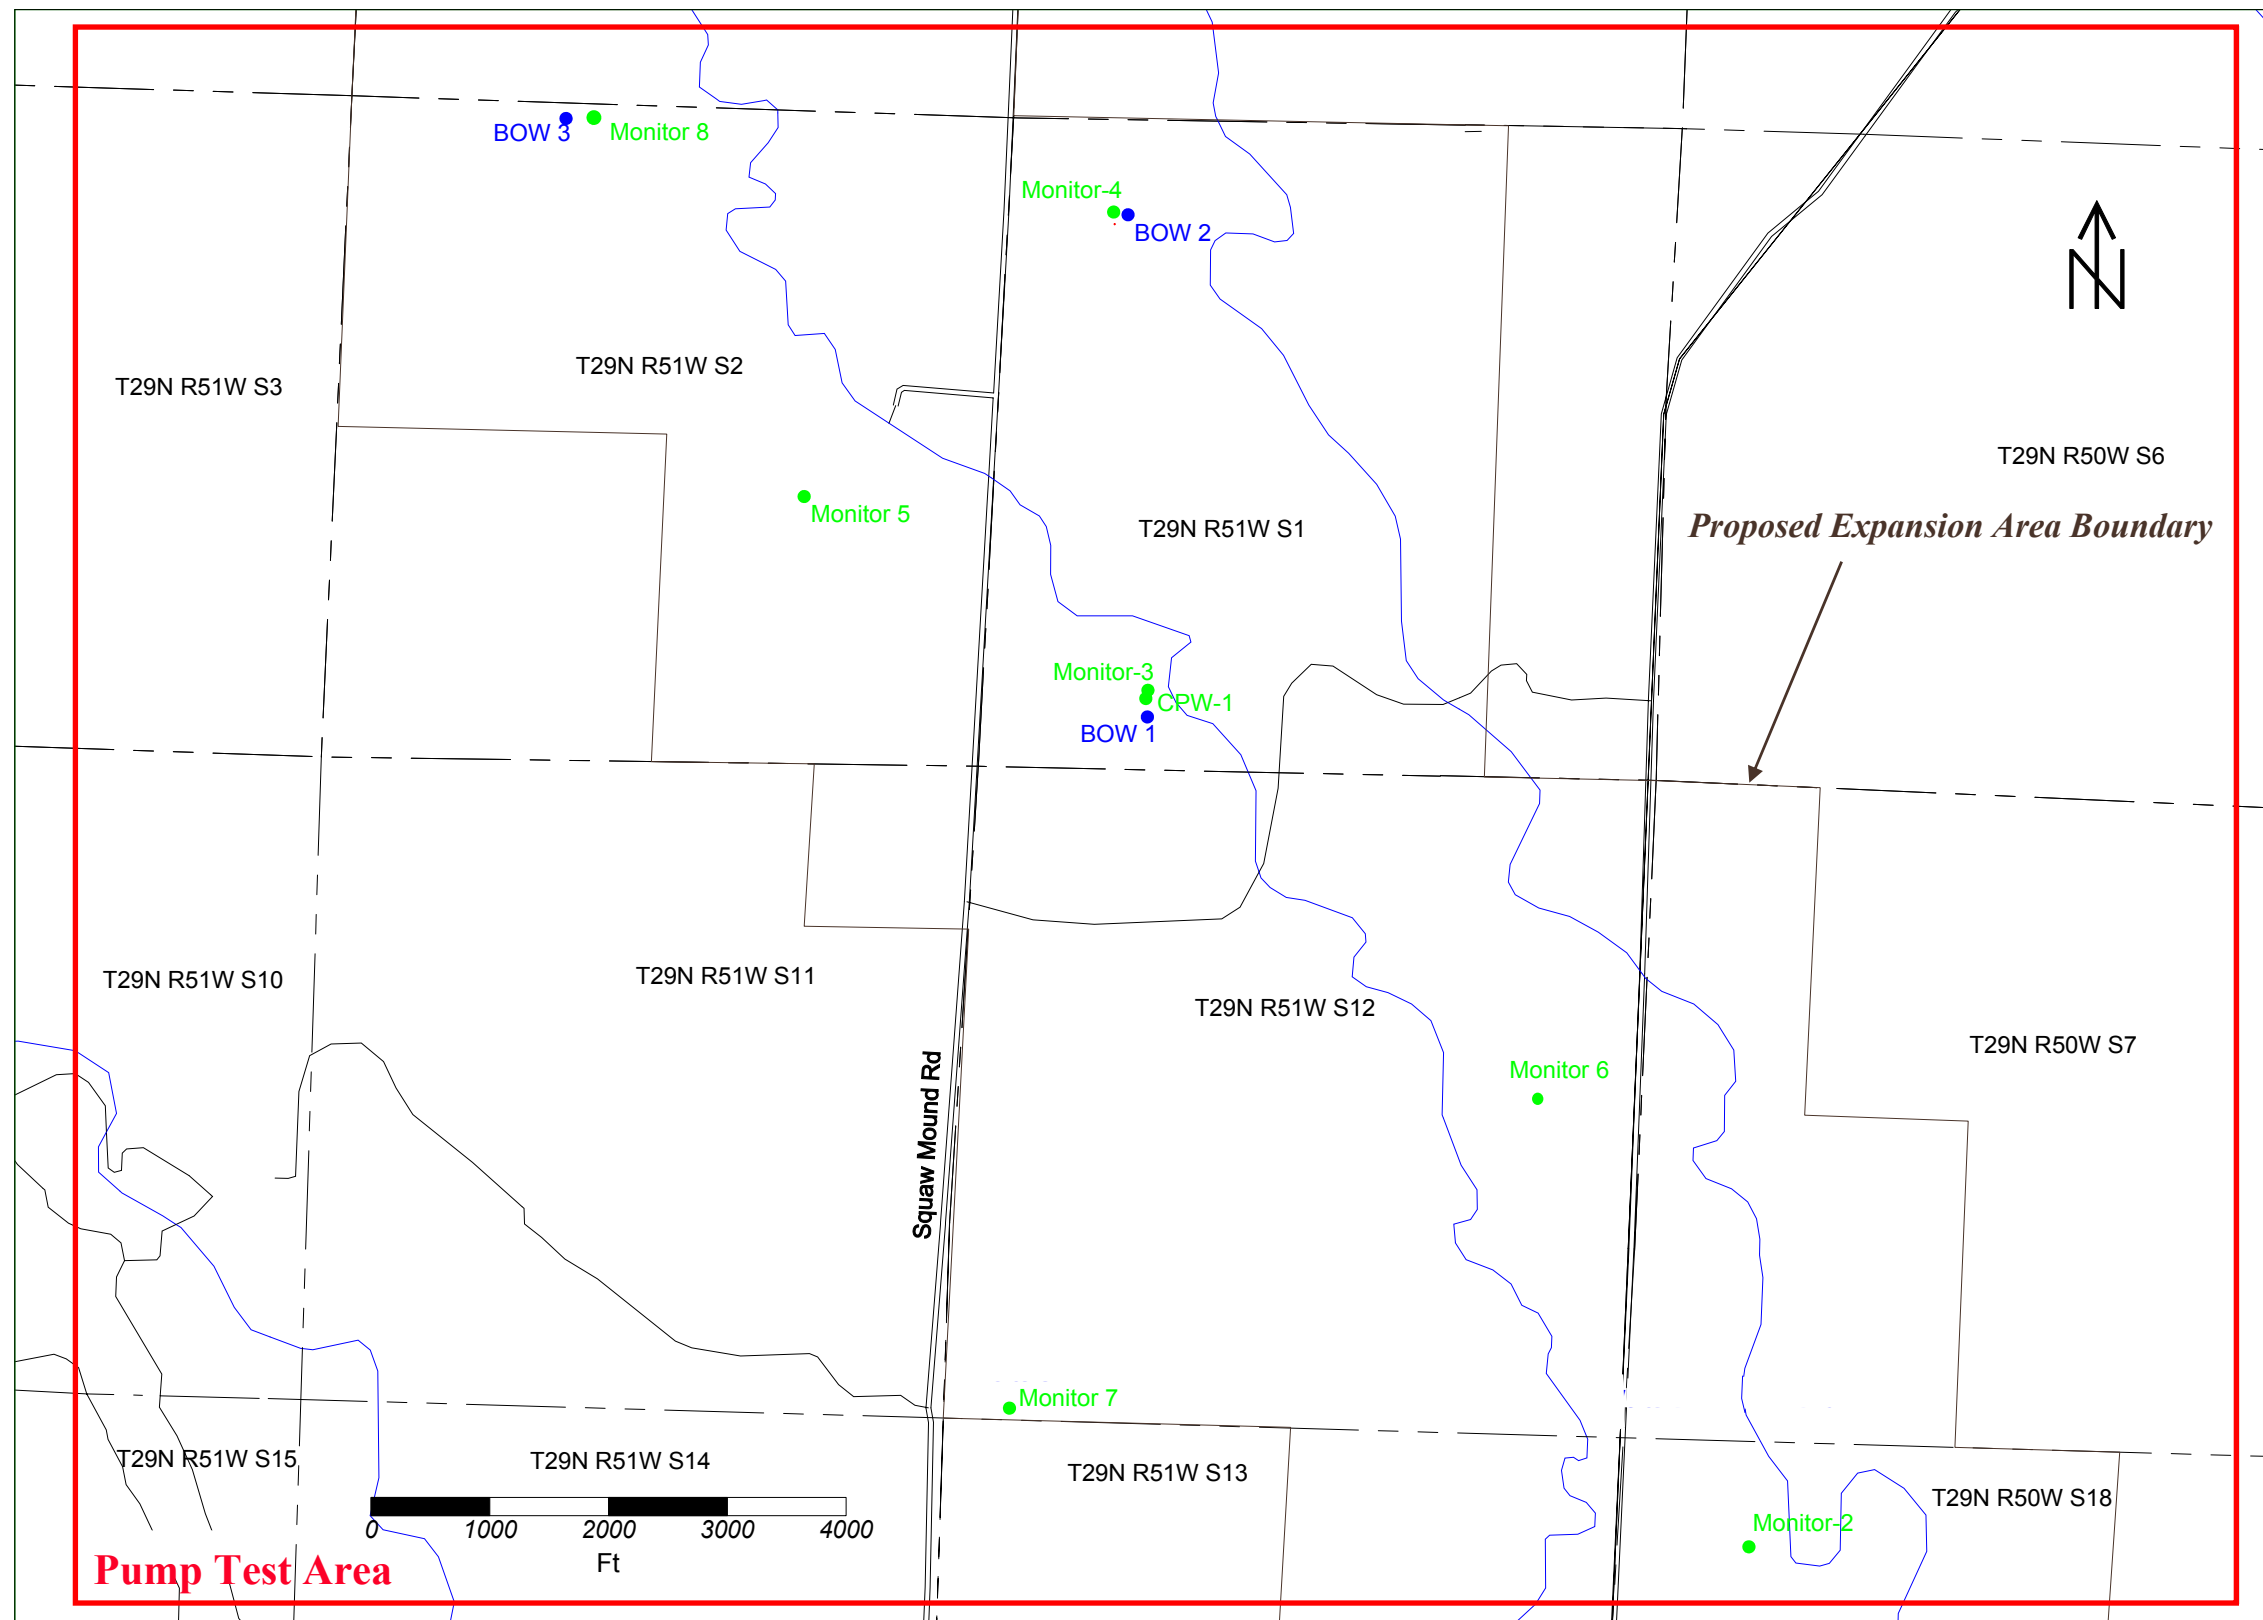 BOW 3
Monitor 8
Monitor-4
BOW 2
N
T29N R51W S3
T29N R51W S2
T29N R50W S6
Monitor 5
T29N R51W S1
Proposed Expansion Area Boundary
Monitor-3
CPW-1
BOW 1
T29N R51W S10
T29N R51W S11
T29N R51W S12
T29N R50W S7
Squaw Mound Rd
Monitor 6
Monitor 7
T29N R51W S15
T29N R51W S14
T29N R51W S13
T29N R50W S18
Monitor-2
0 1000 2000 3000 4000
Ft
Pump Test Area